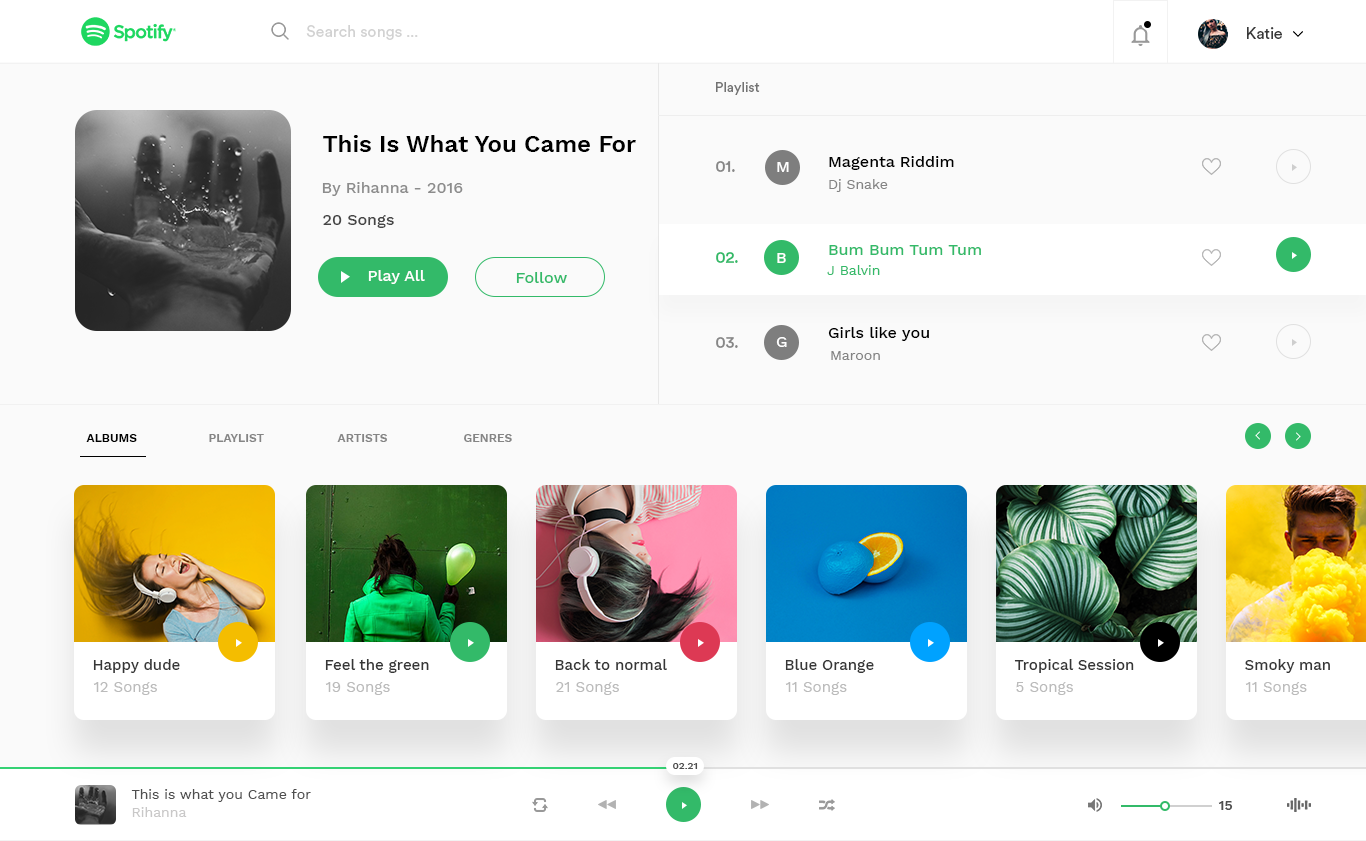 Spotify
Search songs ...
Katie
This Is What You Came For
By Rihanna - 2016
20 Songs
Play All
Follow
Playlist
01.
M
Magenta Riddim
Dj Snake
02.
B
Bum Bum Tum Tum
J Balvin
03.
G
Girls like you
Maroon
ALBUMS
PLAYLIST
ARTISTS
GENRES
Happy dude
12 Songs
Feel the green
19 Songs
Back to normal
21 Songs
Blue Orange
11 Songs
Tropical Session
5 Songs
Smoky man
11 Songs
02.21
This is what you Came for
Rihanna
15